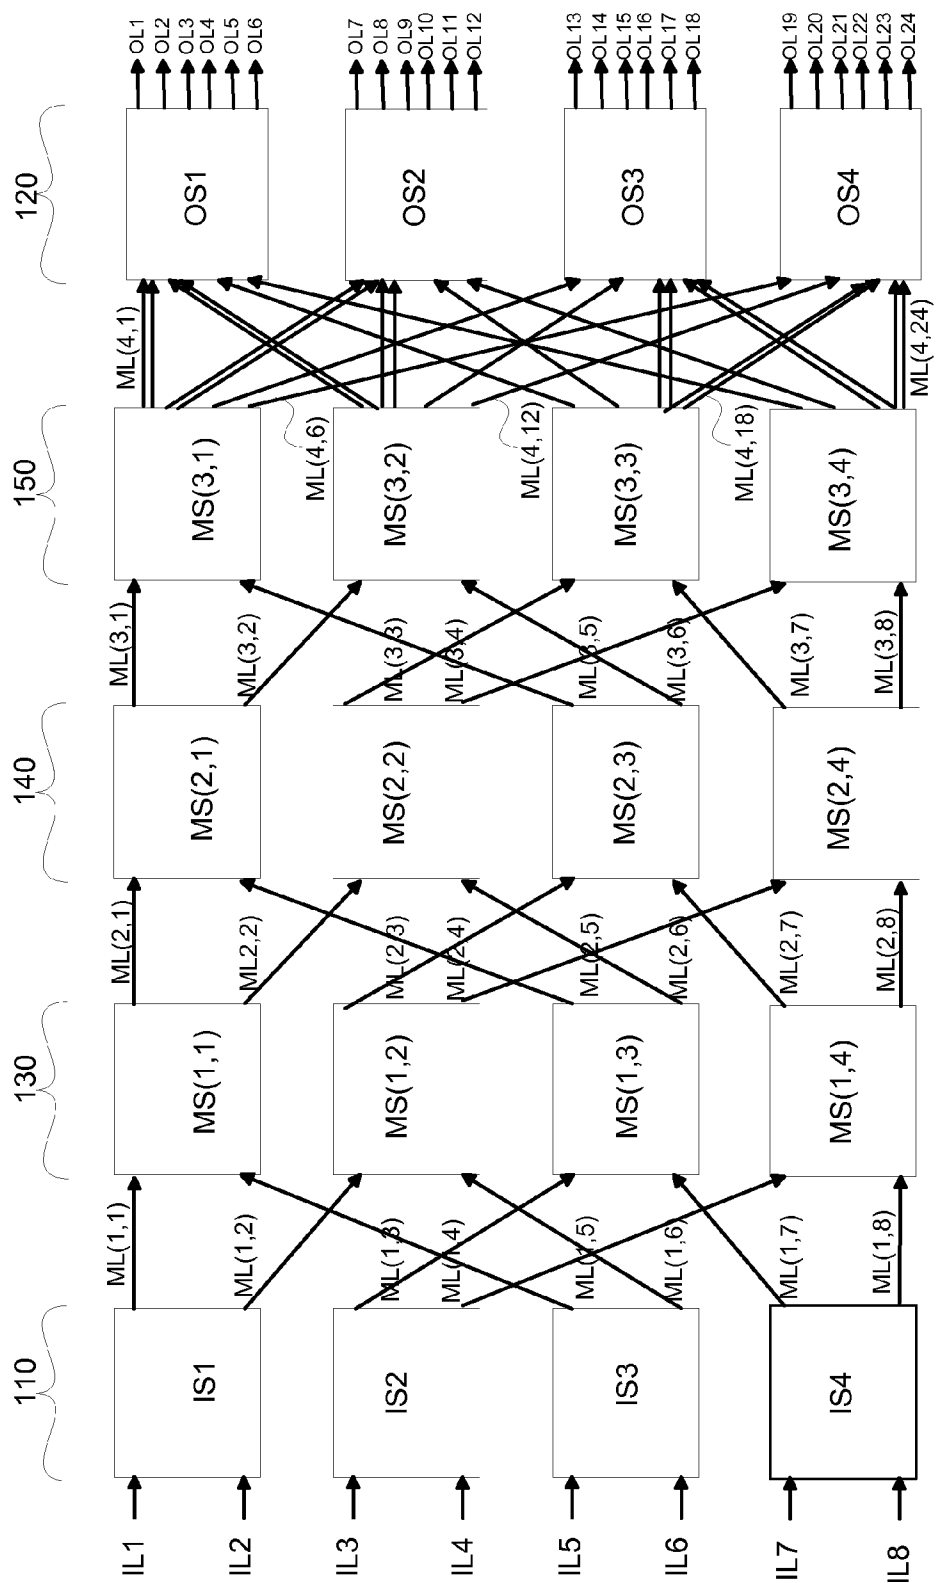 110
130
140
150
120
IL1
IL2
IL3
IL4
IL5
IL6
IL7
IL8
IS1
IS2
IS3
IS4
ML(1,1)
ML(1,2)
ML(1,3)
ML(1,4)
ML(1,5)
ML(1,6)
ML(1,7)
ML(1,8)
MS(1,1)
MS(1,2)
MS(1,3)
MS(1,4)
ML(2,1)
ML2,2)
ML(2,3)
ML(2,4)
ML(2,5)
ML(2,6)
ML(2,7)
ML(2,8)
MS(2,1)
MS(2,2)
MS(2,3)
MS(2,4)
ML(3,1)
ML(3,2)
ML(3,3)
ML(3,4)
ML(3,5)
ML(3,6)
ML(3,7)
ML(3,8)
MS(3,1)
MS(3,2)
MS(3,3)
MS(3,4)
ML(4,1)
ML(4,6)
ML(4,12)
ML(4,18)
ML(4,24)
OS1
OS2
OS3
OS4
OL1
OL2
OL3
OL4
OL5
OL6
OL7
OL8
OL9
OL10
OL11
OL12
OL13
OL14
OL15
OL16
OL17
OL18
OL19
OL20
OL21
OL22
OL23
OL24